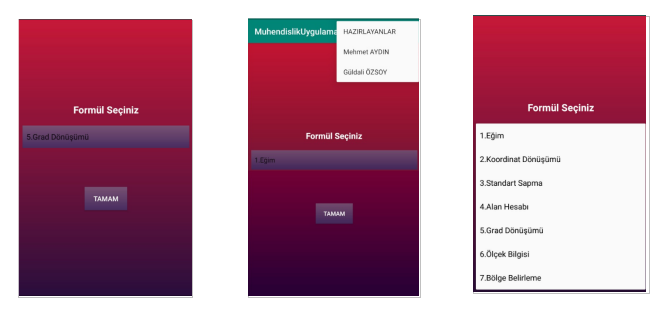 Formül Seçiniz
5.Grad Dönüşümü
TAMAM
MuhendislikUygulama
HAZIRLAYANLAR
Mehmet AYDIN
Güldali ÖZSOY
Formül Seçiniz
1.Eğim
TAMAM
Formül Seçiniz
1.Eğim
2.Koordinat Dönüşümü
3.Standart Sapma
4.Alan Hesabı
5.Grad Dönüşümü
6.Ölçek Bilgisi
7.Bölge Belirleme